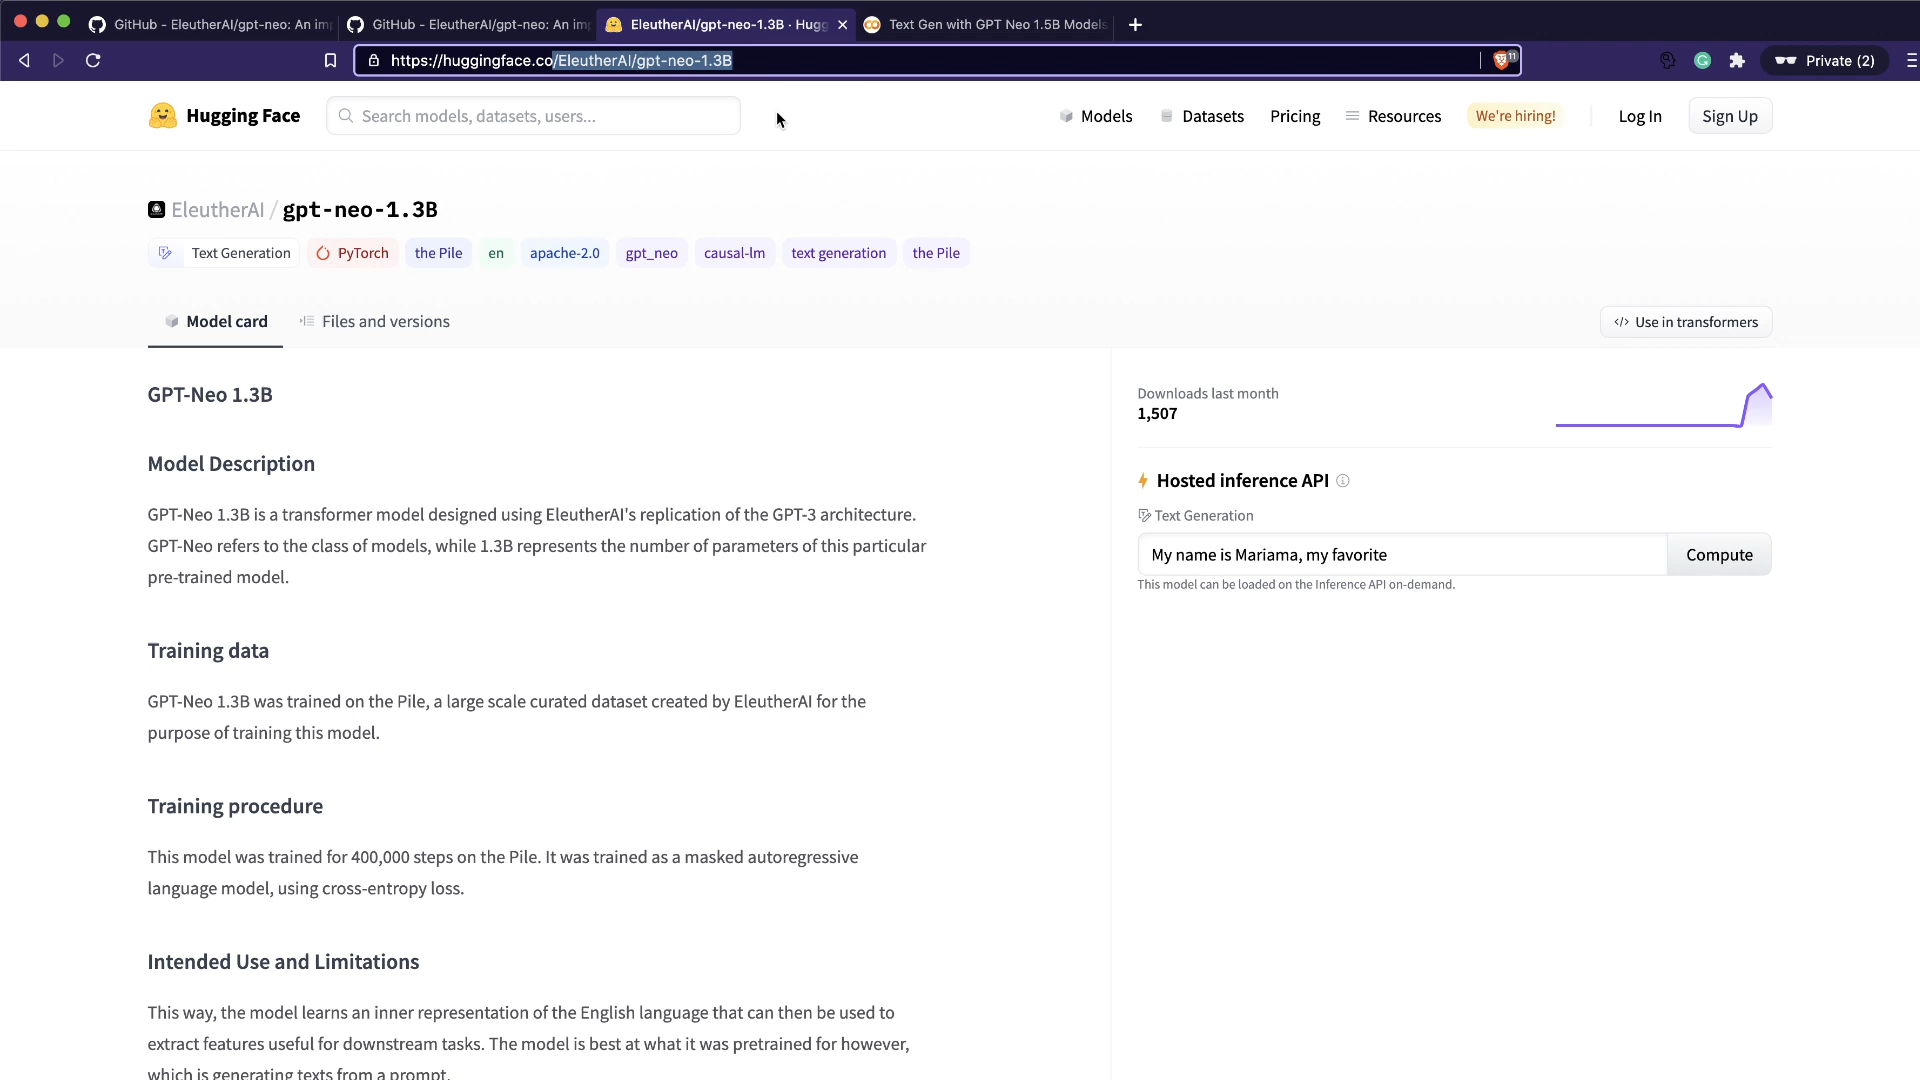 GitHub - EleutherAI/gpt-neo: An im
GitHub - EleutherAI/gpt-neo: An im
EleutherAI/gpt-neo-1.3B · Hugg
Text Gen with GPT Neo 1.5B Models
https://huggingface.co/EleutherAI/gpt-neo-1.3B
11
Private (2)
Hugging Face
Search models, datasets, users...
Models
Datasets
Pricing
Resources
We're hiring!
Log In
Sign Up
EleutherAI / gpt-neo-1.3B
Text Generation PyTorch the Pile en apache-2.0 gpt_neo causal-lm text generation the Pile
Model card
Files and versions
</> Use in transformers
GPT-Neo 1.3B
Model Description
GPT-Neo 1.3B is a transformer model designed using EleutherAI's replication of the GPT-3 architecture.
GPT-Neo refers to the class of models, while 1.3B represents the number of parameters of this particular
pre-trained model.
Training data
GPT-Neo 1.3B was trained on the Pile, a large scale curated dataset created by EleutherAI for the
purpose of training this model.
Training procedure
This model was trained for 400,000 steps on the Pile. It was trained as a masked autoregressive
language model, using cross-entropy loss.
Intended Use and Limitations
This way, the model learns an inner representation of the English language that can then be used to
extract features useful for downstream tasks. The model is best at what it was pretrained for however,
which is generating texts from a prompt.
Downloads last month
1,507
Hosted inference API
Text Generation
My name is Mariama, my favorite
Compute
This model can be loaded on the Inference API on-demand.